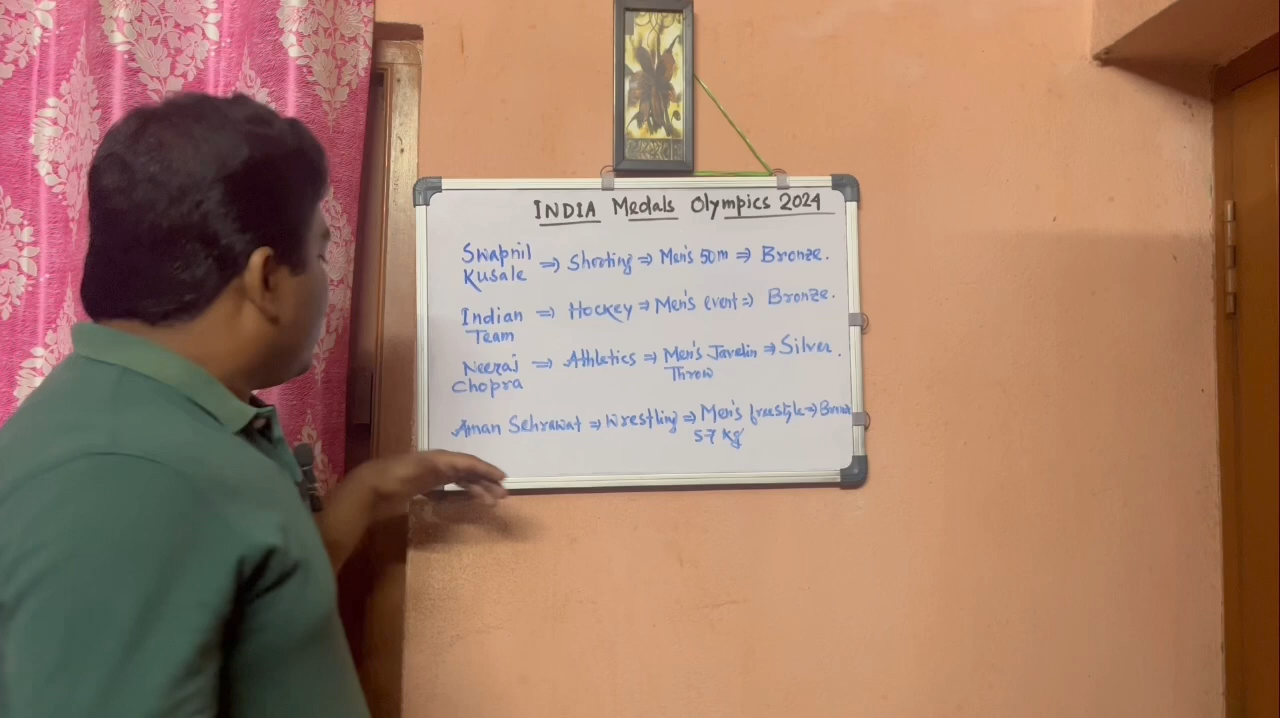 INDIA Medals Olympics 2024
Swapnil Kusale ⇒ Shooting ⇒ Men's 50m ⇒ Bronze.
Indian Team ⇒ Hockey ⇒ Men's event ⇒ Bronze.
Neeraj Chopra ⇒ Athletics ⇒ Men's Javelin Throw ⇒ Silver.
Aman Sehrawat ⇒ Wrestling ⇒ Men's freestyle 57 kg ⇒ Bronze